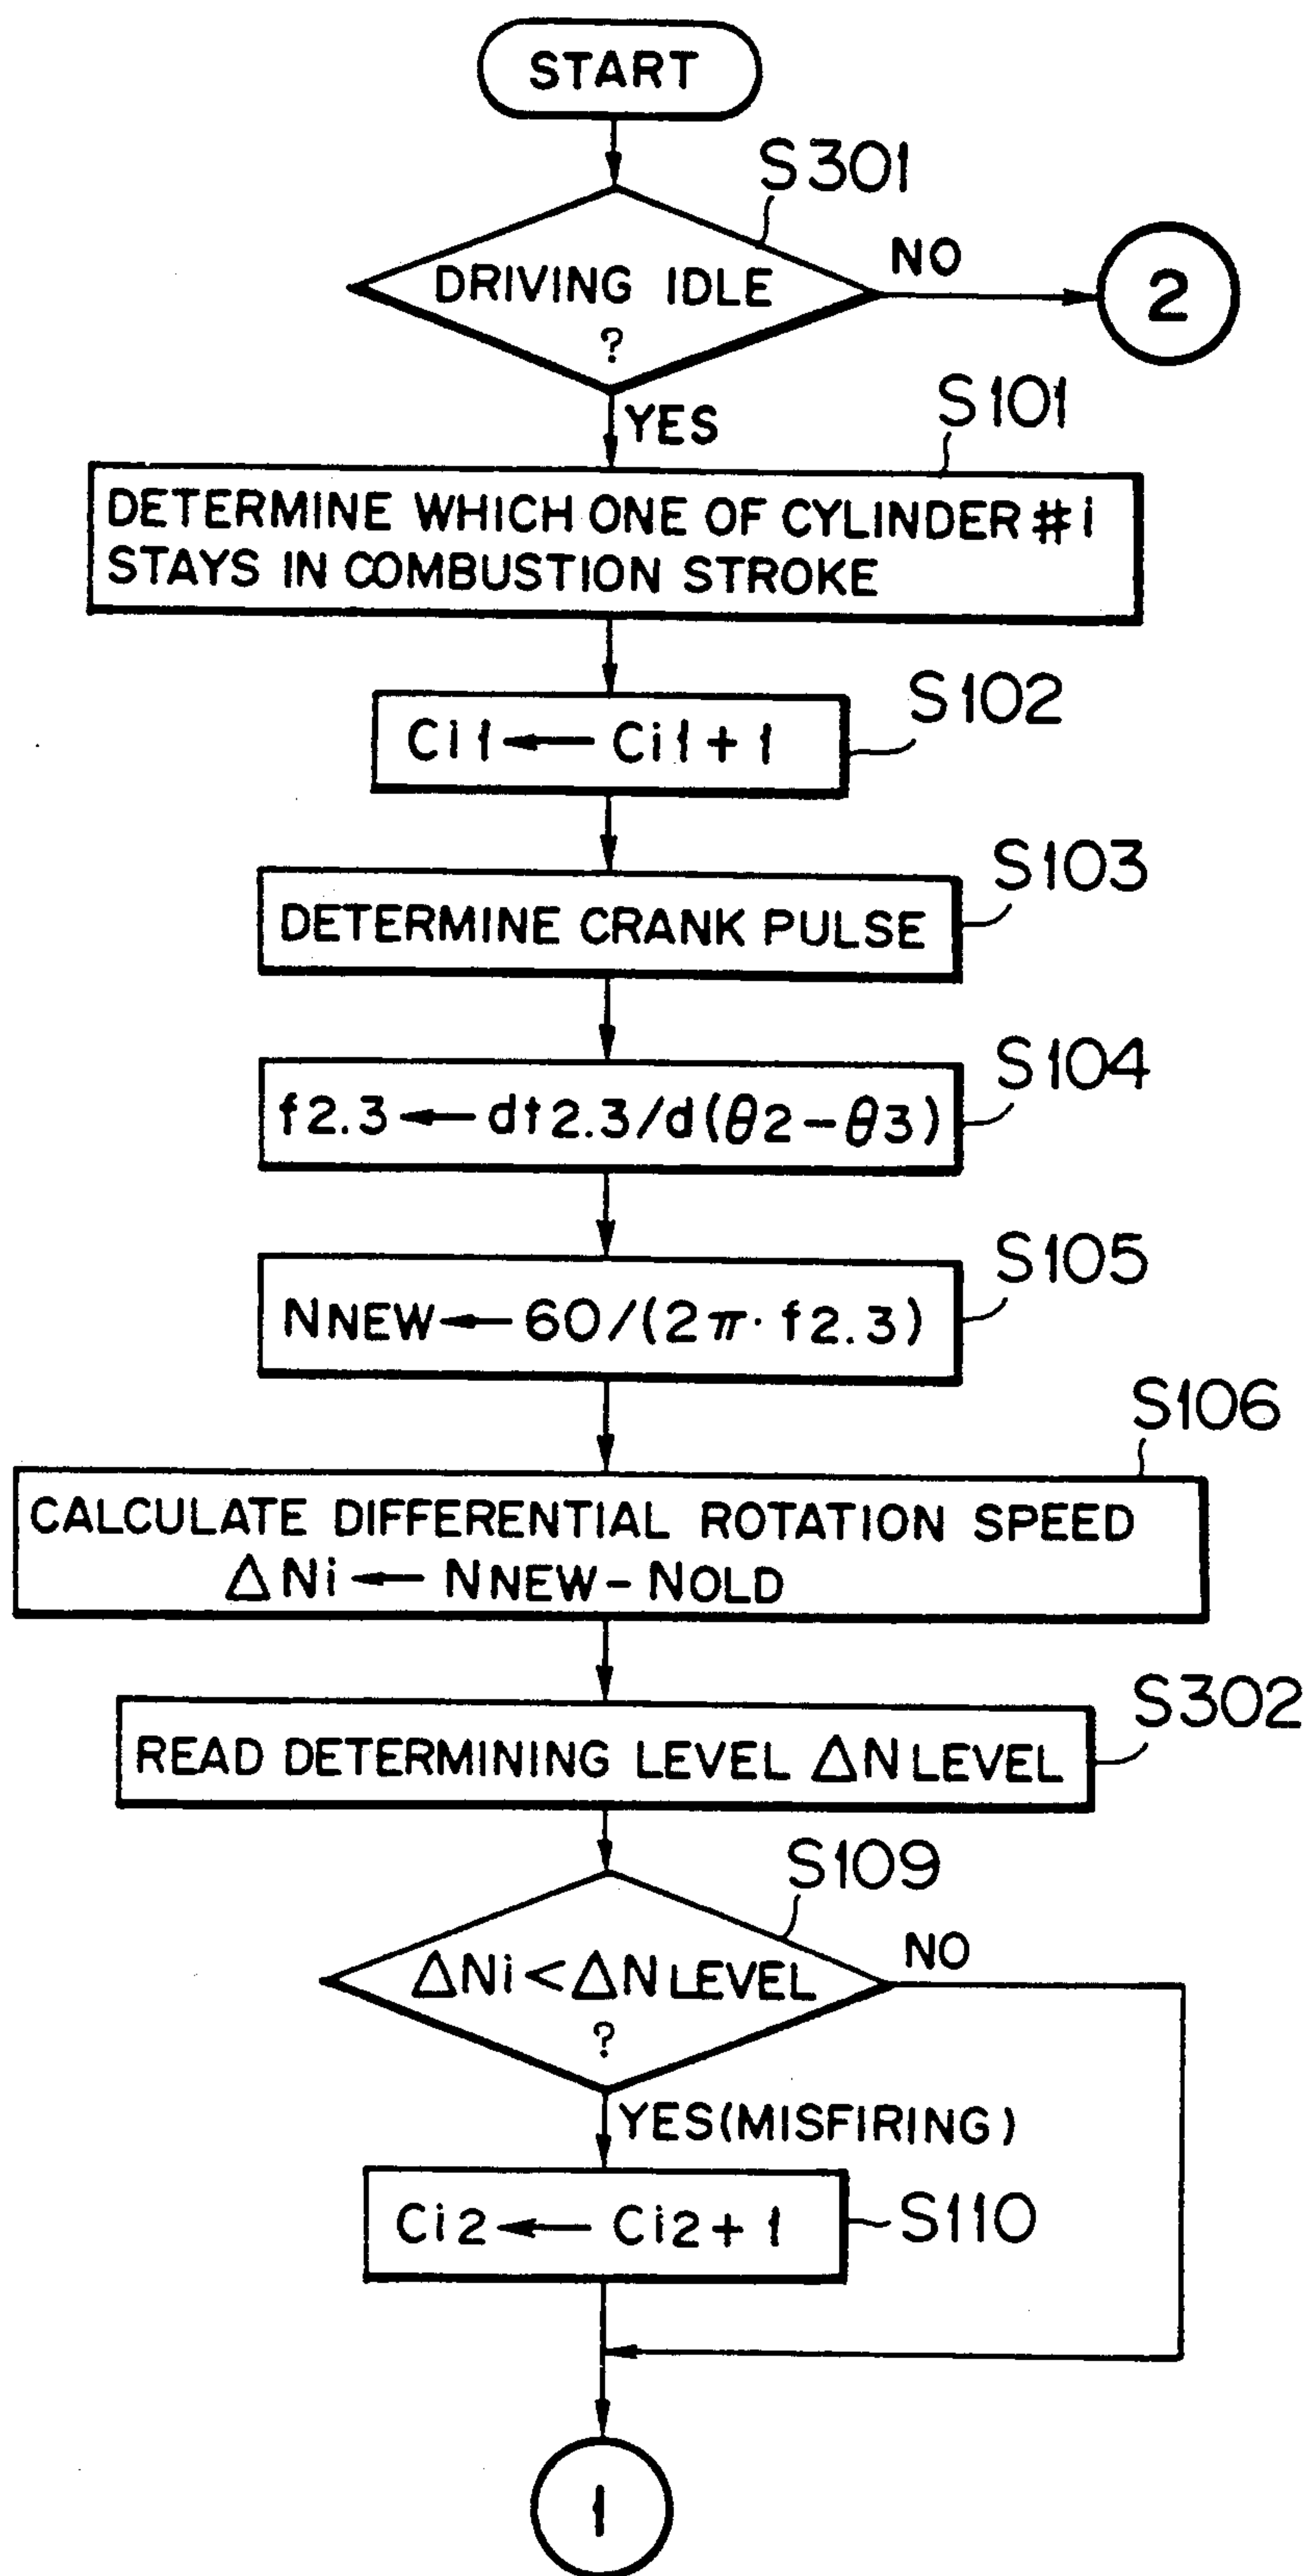 START
S301
DRIVING IDLE
?
NO
2
YES
S101
DETERMINE WHICH ONE OF CYLINDER #i
STAYS IN COMBUSTION STROKE
S102
Ci1 ← Ci1 + 1
S103
DETERMINE CRANK PULSE
S104
f2.3 ← dt2.3/d(θ2-θ3)
S105
NNEW ← 60/(2π· f2.3)
S106
CALCULATE DIFFERENTIAL ROTATION SPEED
ΔNi ← NNEW - NOLD
S302
READ DETERMINING LEVEL ΔNLEVEL
S109
ΔNi < ΔNLEVEL
?
NO
YES(MISFIRING)
Ci2 ← Ci2 + 1
S110
1